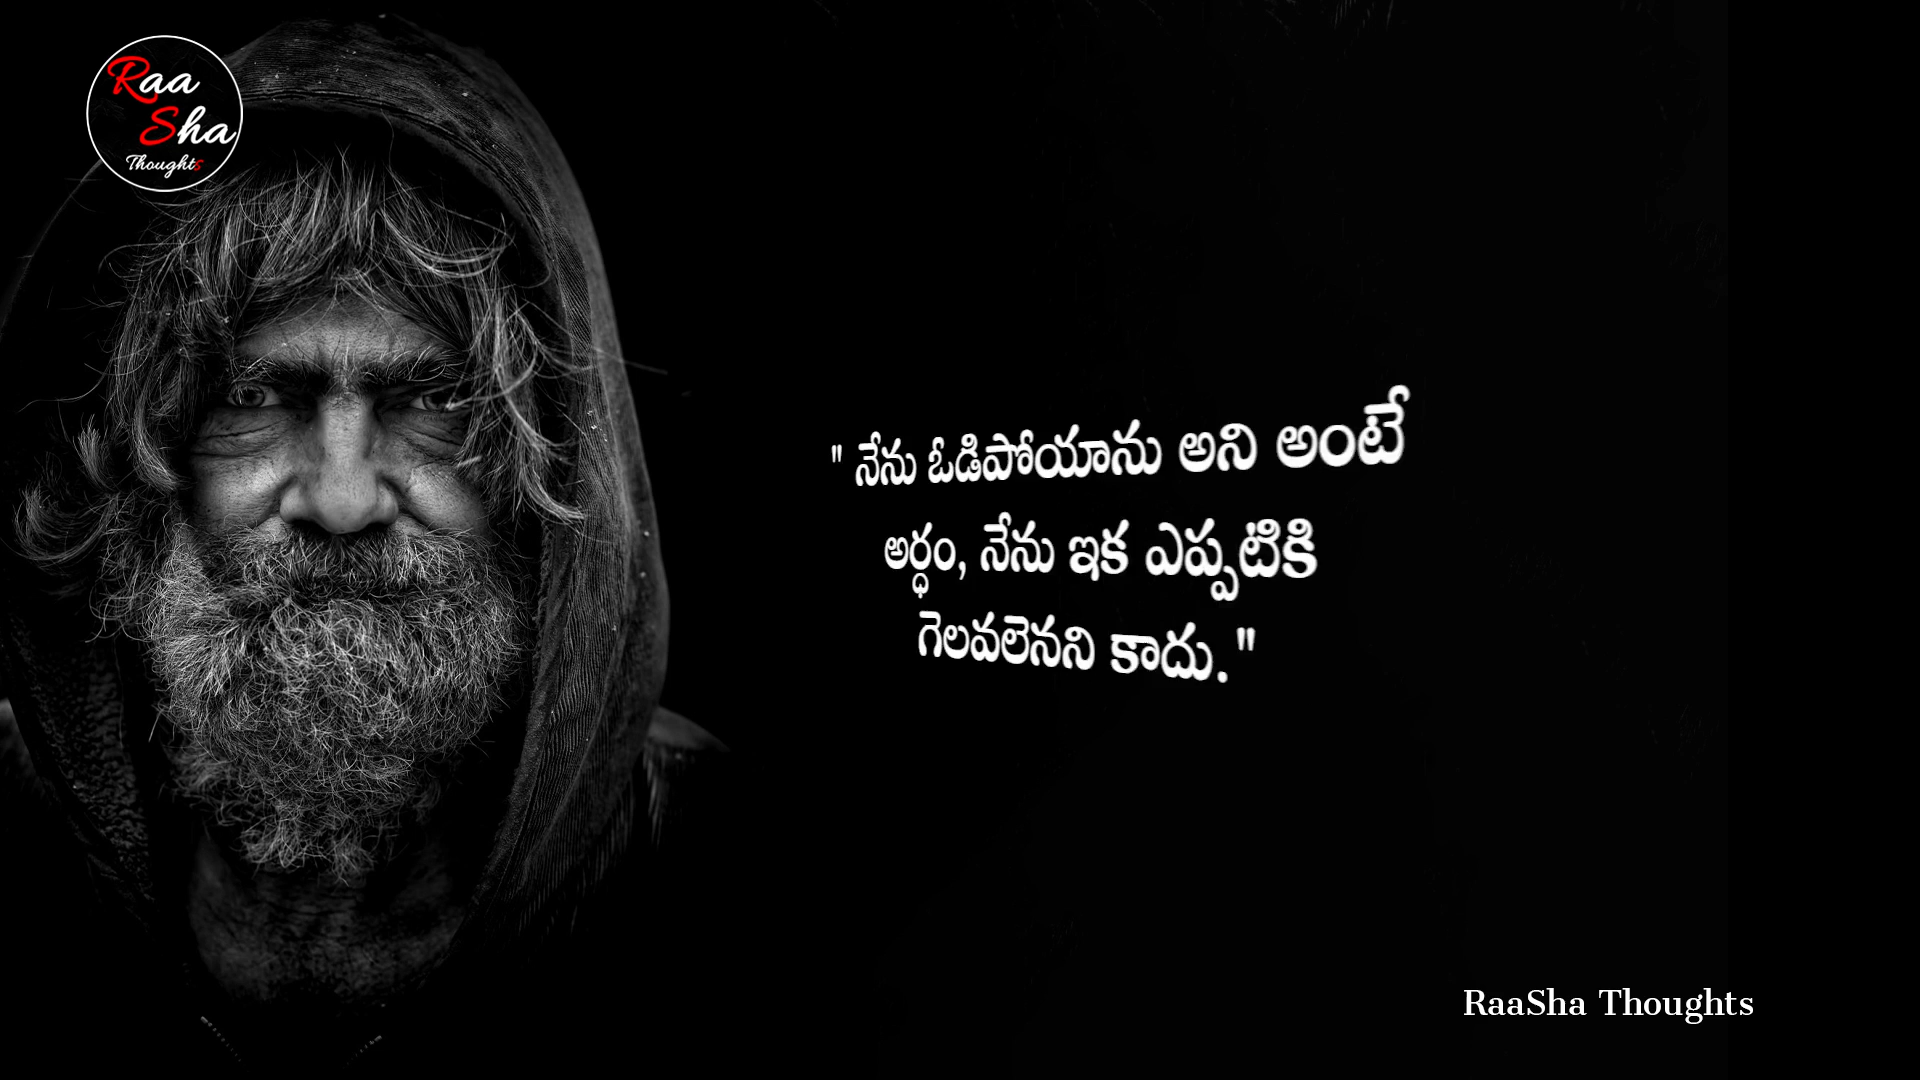 Raa
Sha
Thoughts
" నేను ఓడిపోయాను అని అంటే
అర్ధం, నేను ఇక ఎప్పటికి
గెలవలెనని కాదు."
RaaSha Thoughts